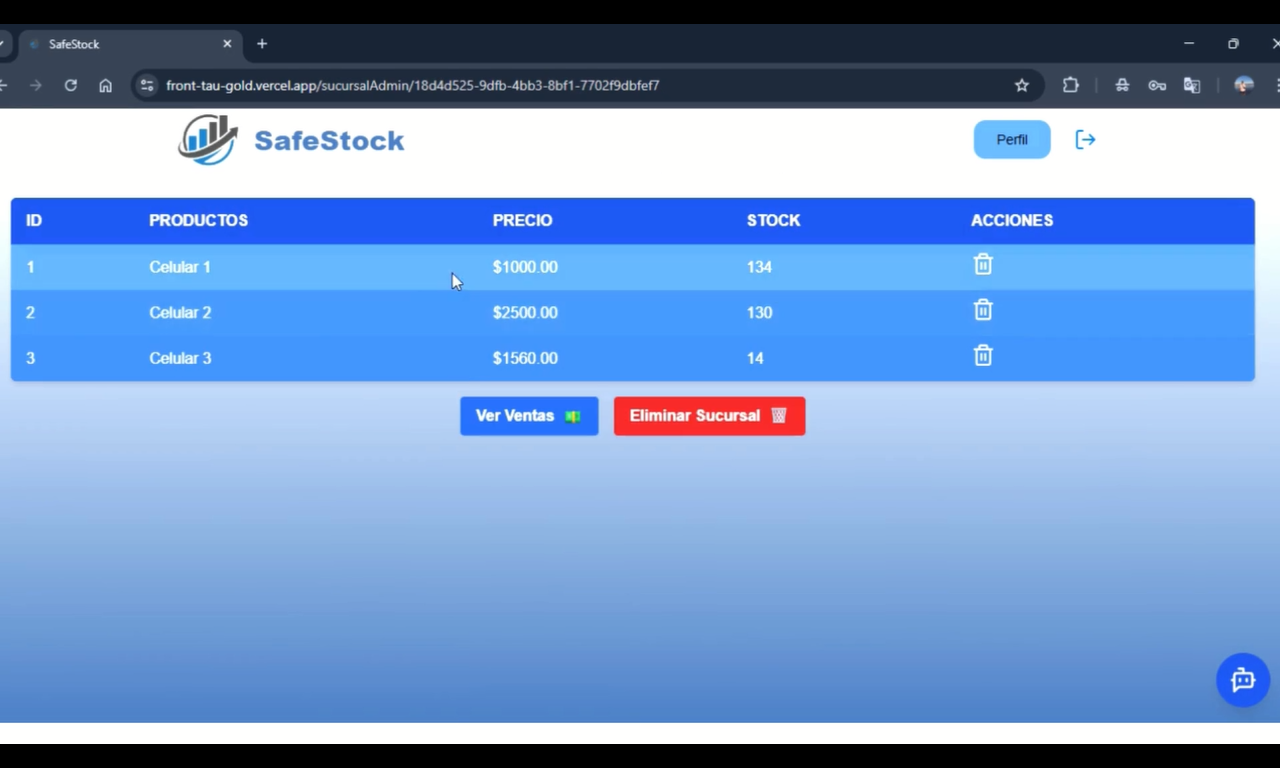 SafeStock
front-tau-gold.vercel.app/sucursalAdmin/18d4d525-9dfb-4bb3-8bf1-7702f9dbfef7
SafeStock
Perfil
ID PRODUCTOS PRECIO STOCK ACCIONES
1 Celular 1 $1000.00 134
2 Celular 2 $2500.00 130
3 Celular 3 $1560.00 14
Ver Ventas Eliminar Sucursal